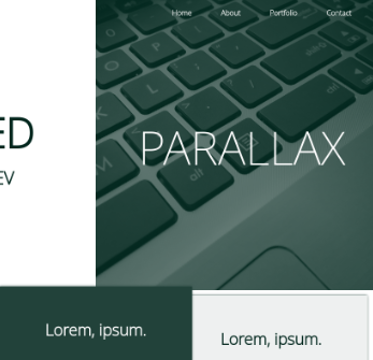 Home About Portfolio Contact
ED
PARALLAX
EV
Lorem, ipsum.
Lorem, ipsum.